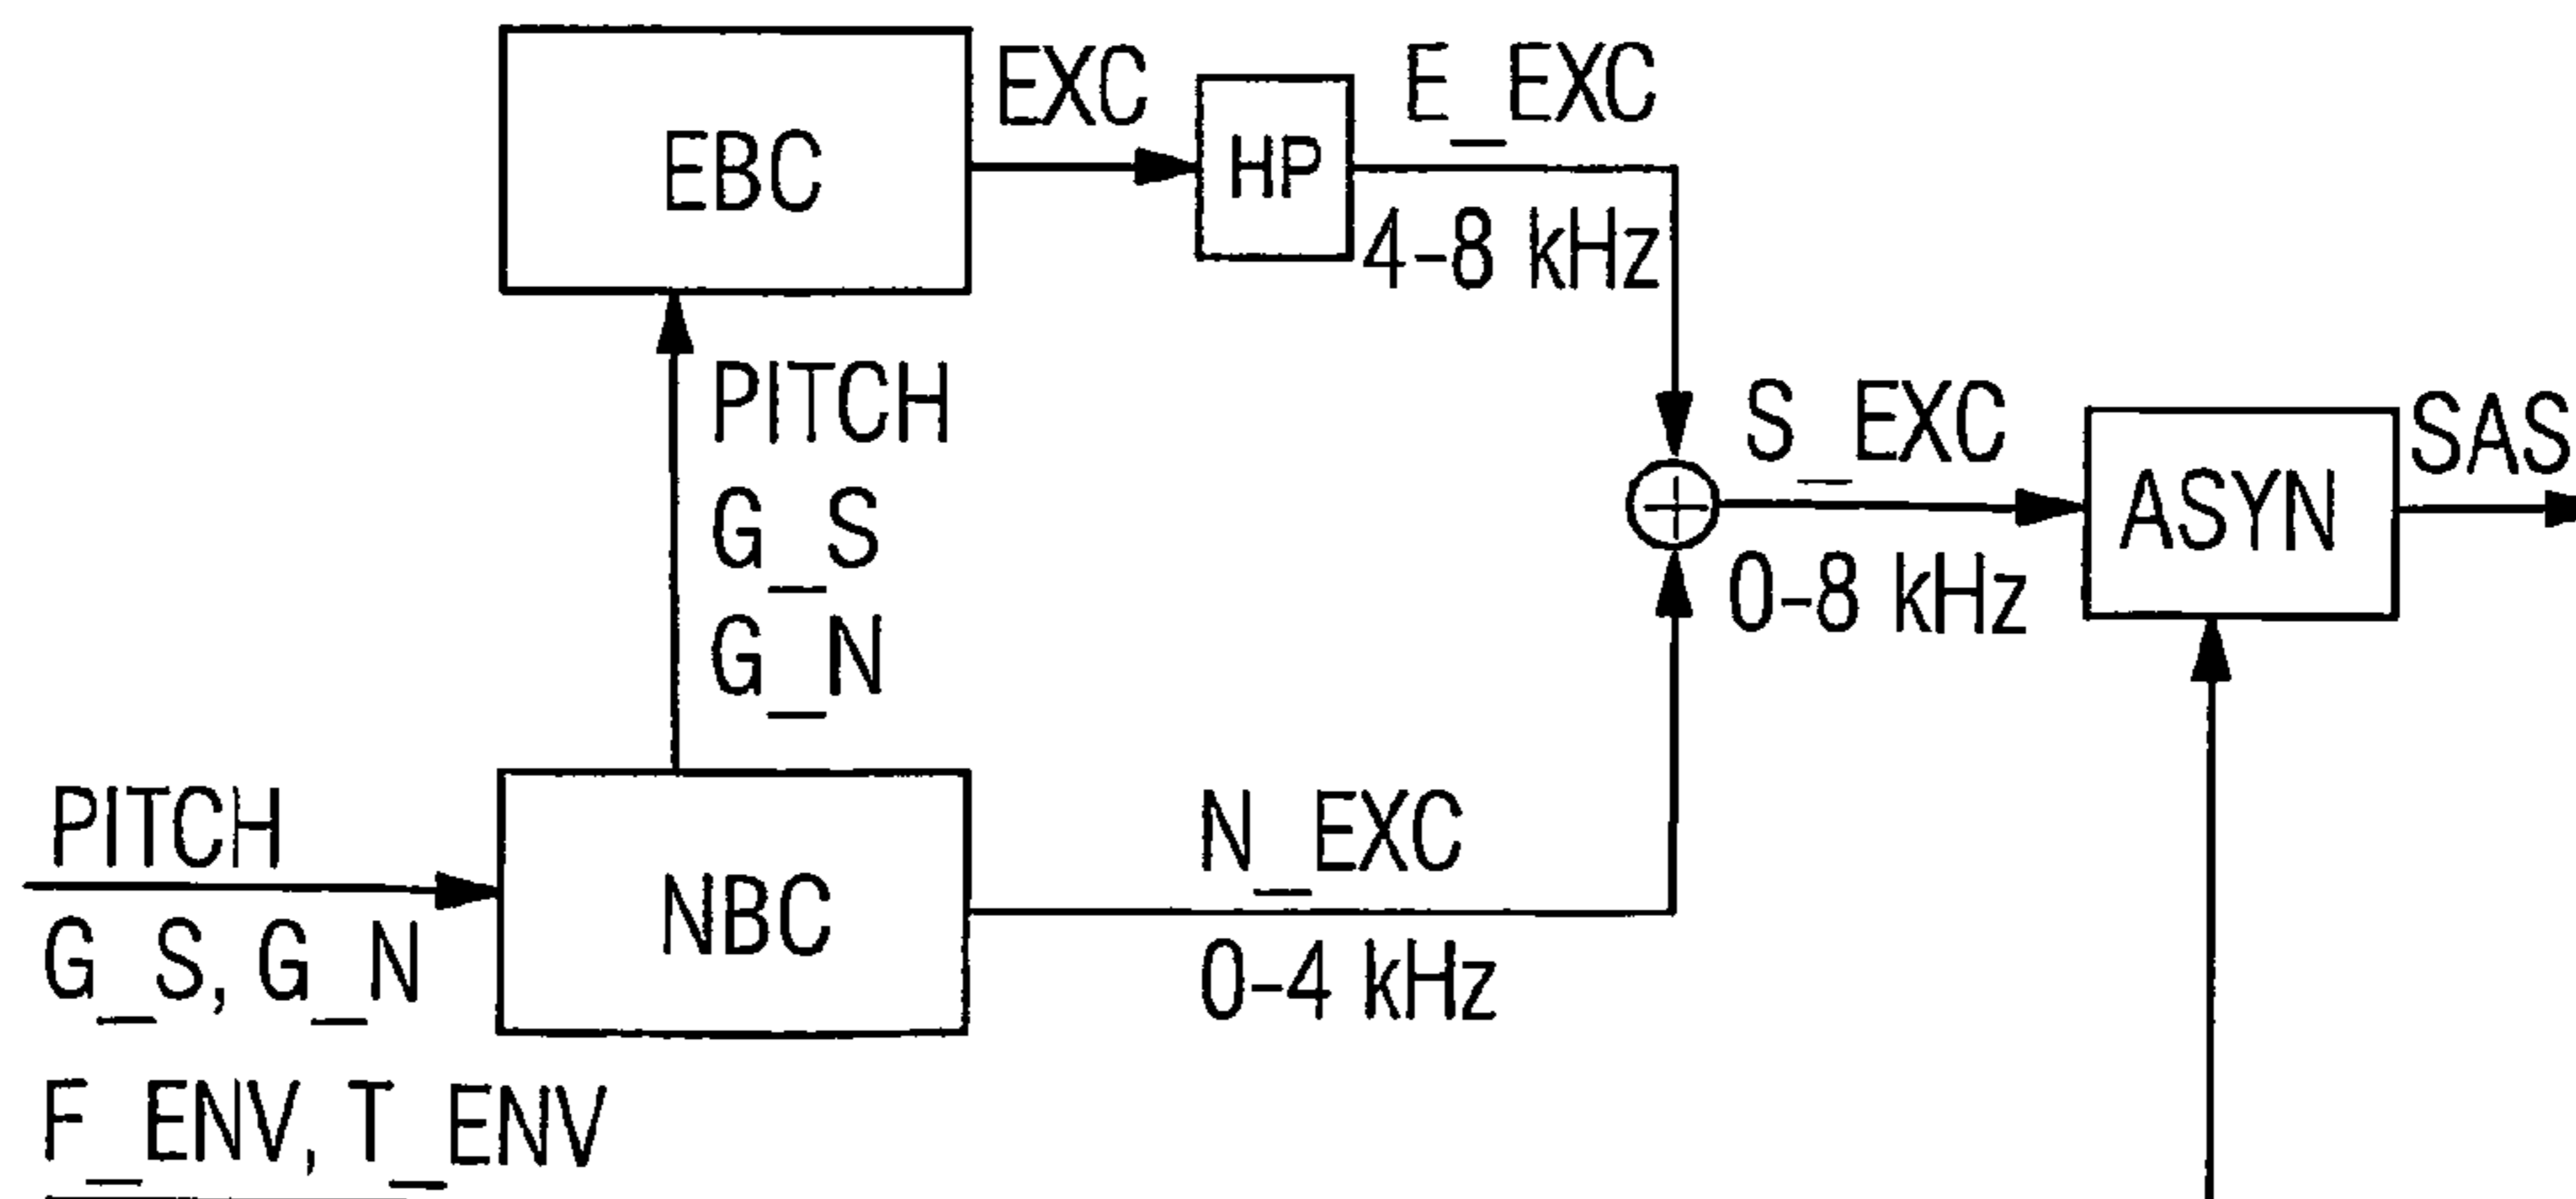 EBC
EXC
HP
E_EXC
4-8 kHz
PITCH
G_S
G_N
S_EXC
0-8 kHz
ASYN
SAS
PITCH
G_S, G_N
NBC
N_EXC
0-4 kHz
F_ENV, T_ENV